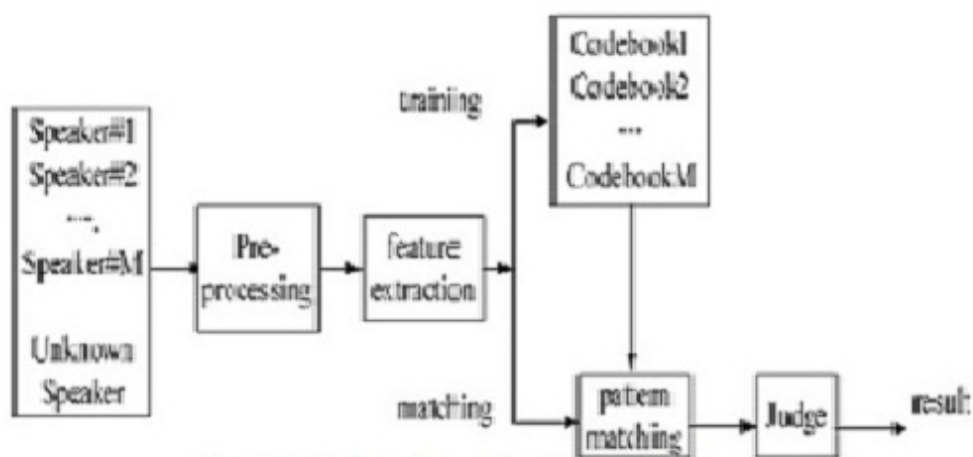 Speaker#1
Speaker#2
....
Speaker#M
Unknown
Speaker
Pre-
processing
feature
extraction
training
matching
Codebook1
Codebook2
...
CodebookM
pattern
matching
Judge
result